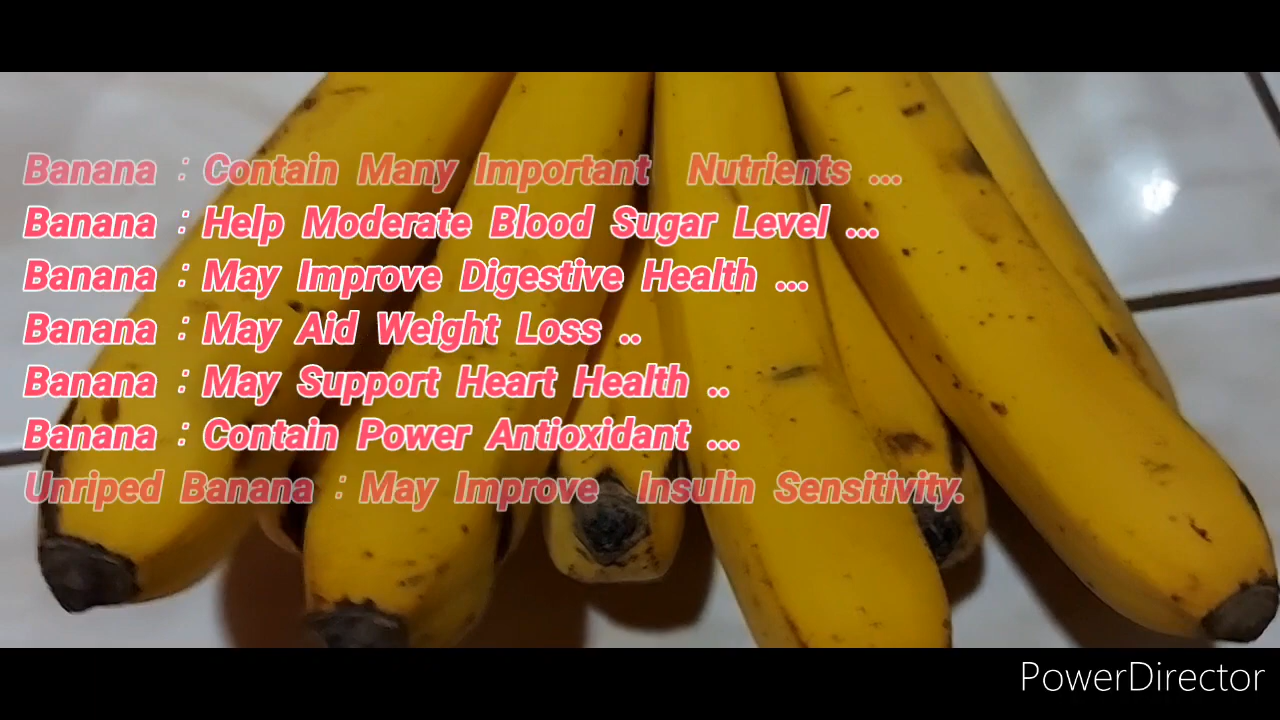 Banana : Contain Many Important Nutrients ...
Banana : Help Moderate Blood Sugar Level ...
Banana : May Improve Digestive Health ...
Banana : May Aid Weight Loss ..
Banana : May Support Heart Health ..
Banana : Contain Power Antioxidant ...
Unriped Banana : May Improve Insulin Sensitivity.
PowerDirector